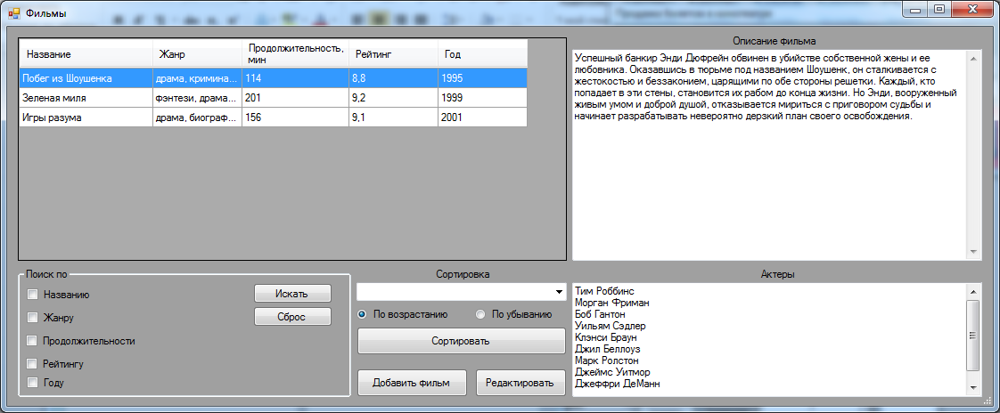 Фильмы
Название Жанр Продолжительность, мин Рейтинг Год
Побег из Шоушенка драма, кримина... 114 8,8 1995
Зеленая миля фэнтези, драма... 201 9,2 1999
Игры разума драма, биограф... 156 9,1 2001
Описание фильма
Успешный банкир Энди Дюфрейн обвинен в убийстве собственной жены и ее
любовника. Оказавшись в тюрьме под названием Шоушенк, он сталкивается с
жестокостью и беззаконием, царящими по обе стороны решетки. Каждый, кто
попадает в эти стены, становится их рабом до конца жизни. Но Энди, вооруженный
живым умом и доброй душой, отказывается мириться с приговором судьбы и
начинает разрабатывать невероятно дерзкий план своего освобождения.
Поиск по
Названию
Жанру
Продолжительности
Рейтингу
Году
Искать
Сброс
Сортировка
По возрастанию По убыванию
Сортировать
Добавить фильм Редактировать
Актеры
Тим Роббинс
Морган Фриман
Боб Гантон
Уильям Сэдлер
Клэнси Браун
Джил Беллоуз
Марк Ролстон
Джеймс Уитмор
Джеффри ДеМанн